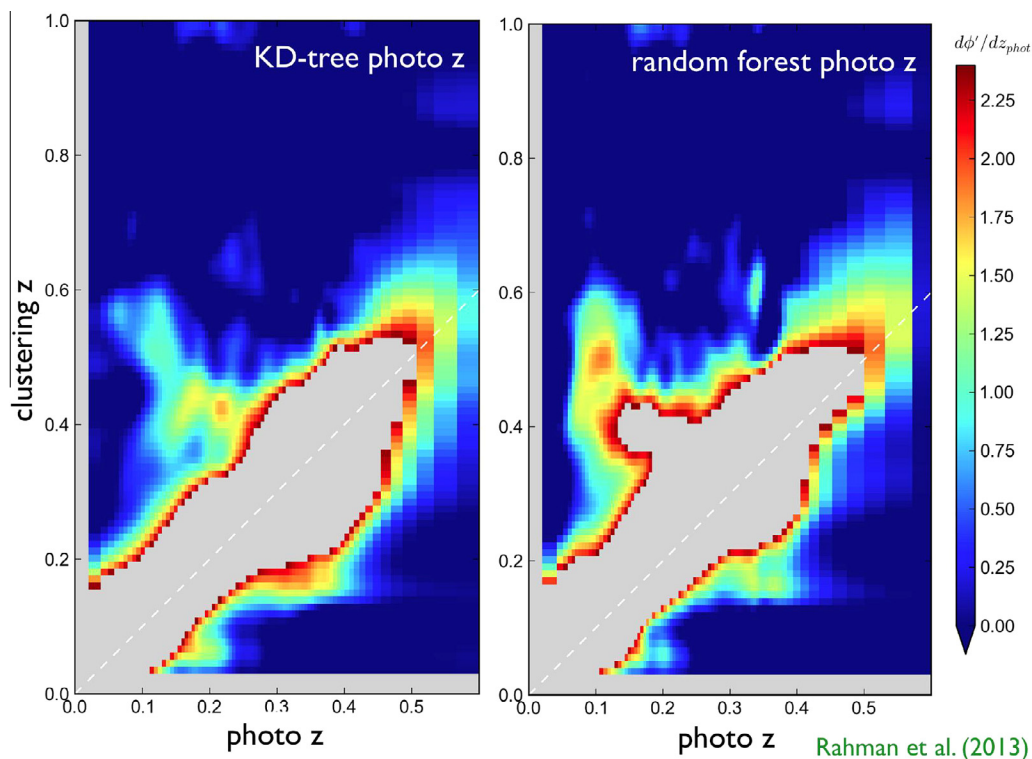 KD-tree photo z
1.0
0.8
0.6
0.4
0.2
0.0
clustering z
0.0 0.1 0.2 0.3 0.4 0.5
photo z
random forest photo z
1.0
0.8
0.6
0.4
0.2
0.0
0.1 0.2 0.3 0.4 0.5
photo z
dϕ′/dz_phot
2.25
2.00
1.75
1.50
1.25
1.00
0.75
0.50
0.25
0.00
Rahman et al. (2013)